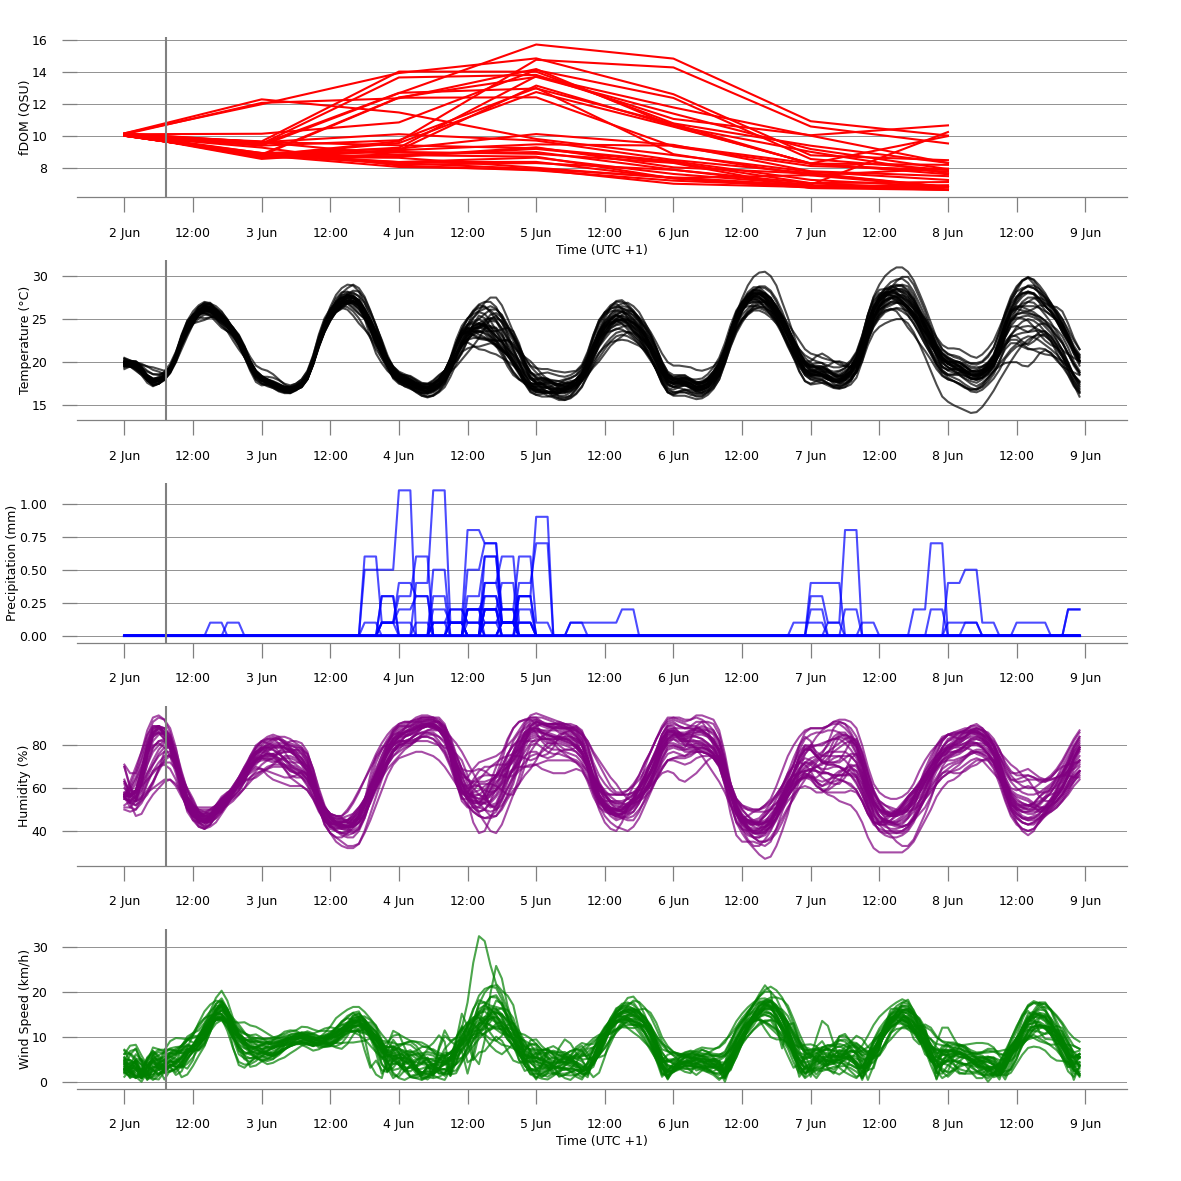 fDOM (QSU)
16
14
12
10
8
2 Jun 12:00 3 Jun 12:00 4 Jun 12:00 5 Jun 12:00 6 Jun 12:00 7 Jun 12:00 8 Jun 12:00 9 Jun
Time (UTC +1)
Temperature (°C)
30
25
20
15
2 Jun 12:00 3 Jun 12:00 4 Jun 12:00 5 Jun 12:00 6 Jun 12:00 7 Jun 12:00 8 Jun 12:00 9 Jun
Precipitation (mm)
1.00
0.75
0.50
0.25
0.00
2 Jun 12:00 3 Jun 12:00 4 Jun 12:00 5 Jun 12:00 6 Jun 12:00 7 Jun 12:00 8 Jun 12:00 9 Jun
Humidity (%)
80
60
40
2 Jun 12:00 3 Jun 12:00 4 Jun 12:00 5 Jun 12:00 6 Jun 12:00 7 Jun 12:00 8 Jun 12:00 9 Jun
Wind Speed (km/h)
30
20
10
0
2 Jun 12:00 3 Jun 12:00 4 Jun 12:00 5 Jun 12:00 6 Jun 12:00 7 Jun 12:00 8 Jun 12:00 9 Jun
Time (UTC +1)